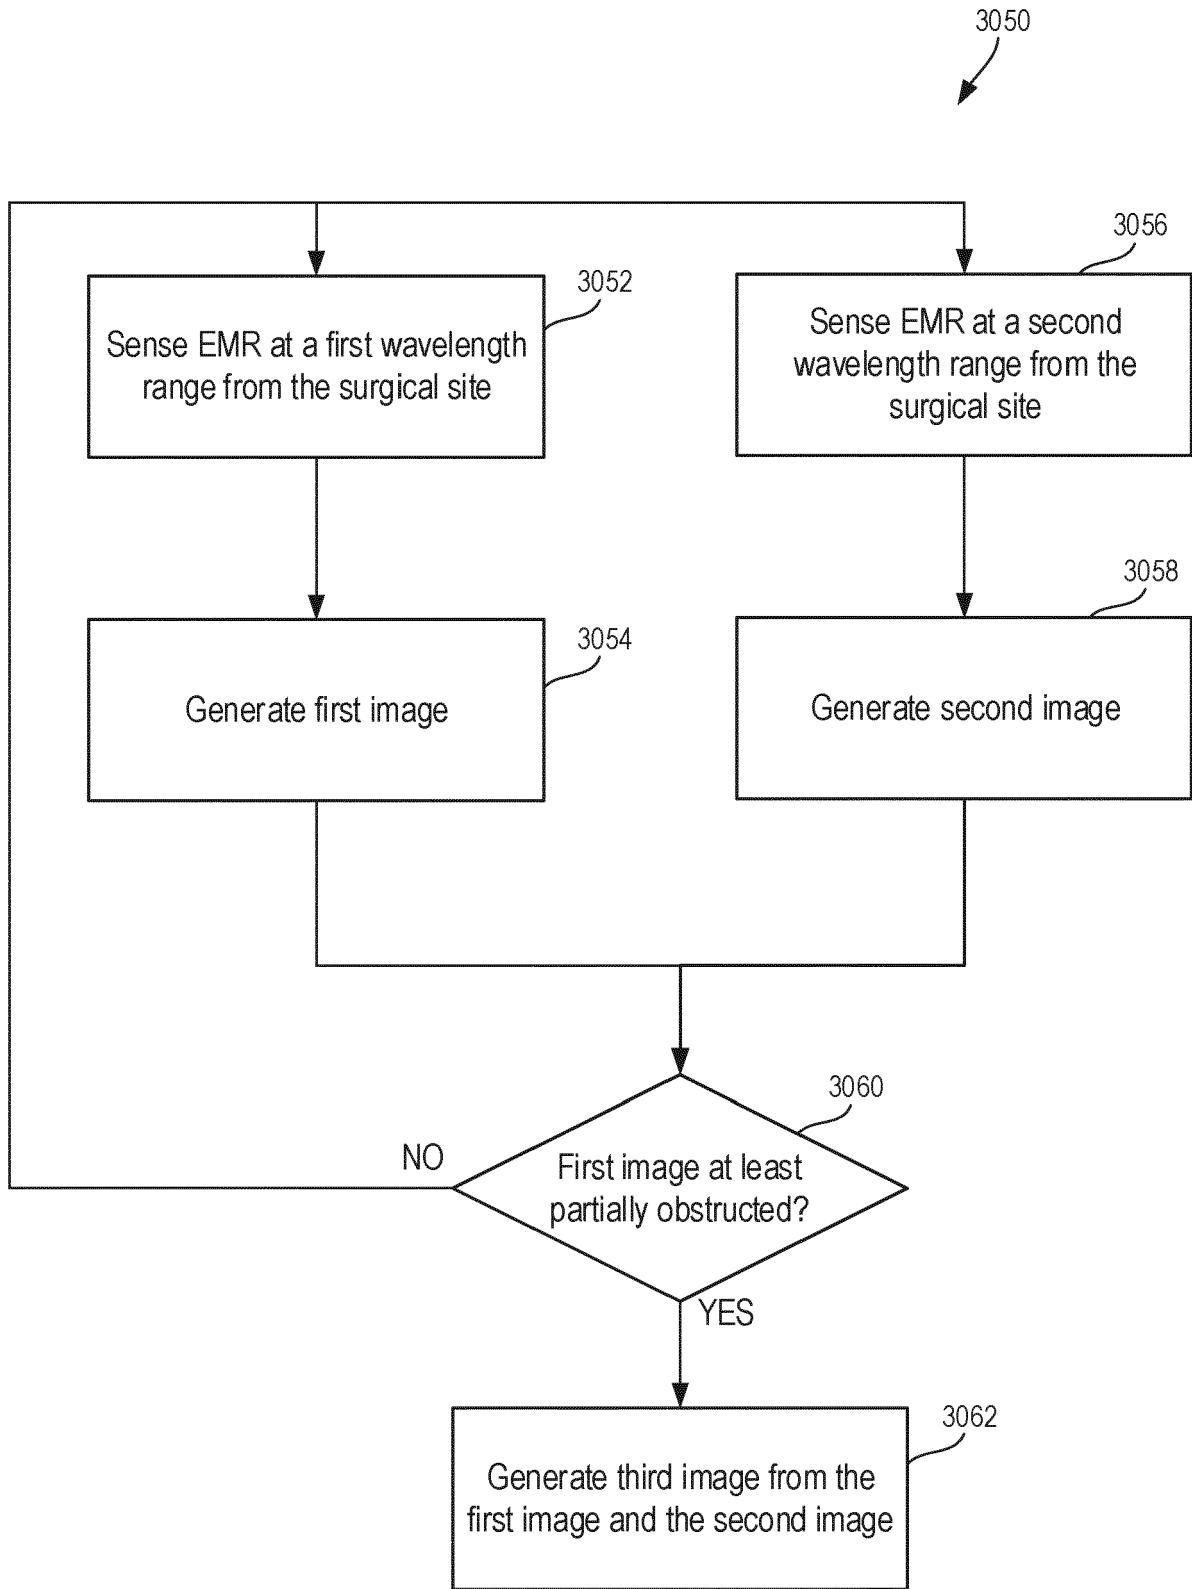 3050
3052
Sense EMR at a first wavelength
range from the surgical site
3056
Sense EMR at a second
wavelength range from the
surgical site
3054
Generate first image
3058
Generate second image
3060
NO
First image at least
partially obstructed?
YES
3062
Generate third image from the
first image and the second image